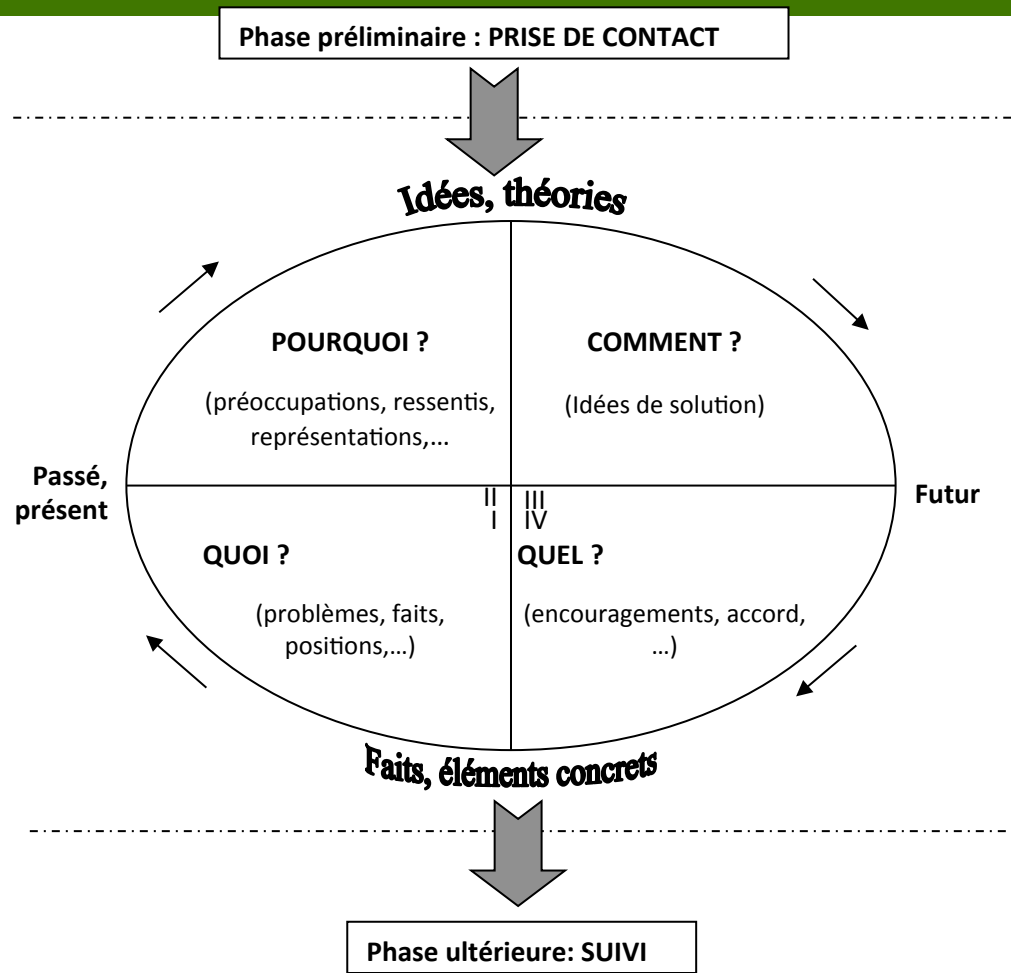 Phase préliminaire : PRISE DE CONTACT
Idées, théories
POURQUOI ?
(préoccupations, ressentis,
représentations,...
COMMENT ?
(Idées de solution)
Passé,
présent
Futur
II
III
I
IV
QUOI ?
(problèmes, faits,
positions,...)
QUEL ?
(encouragements, accord,
...)
Faits, éléments concrets
Phase ultérieure: SUIVI